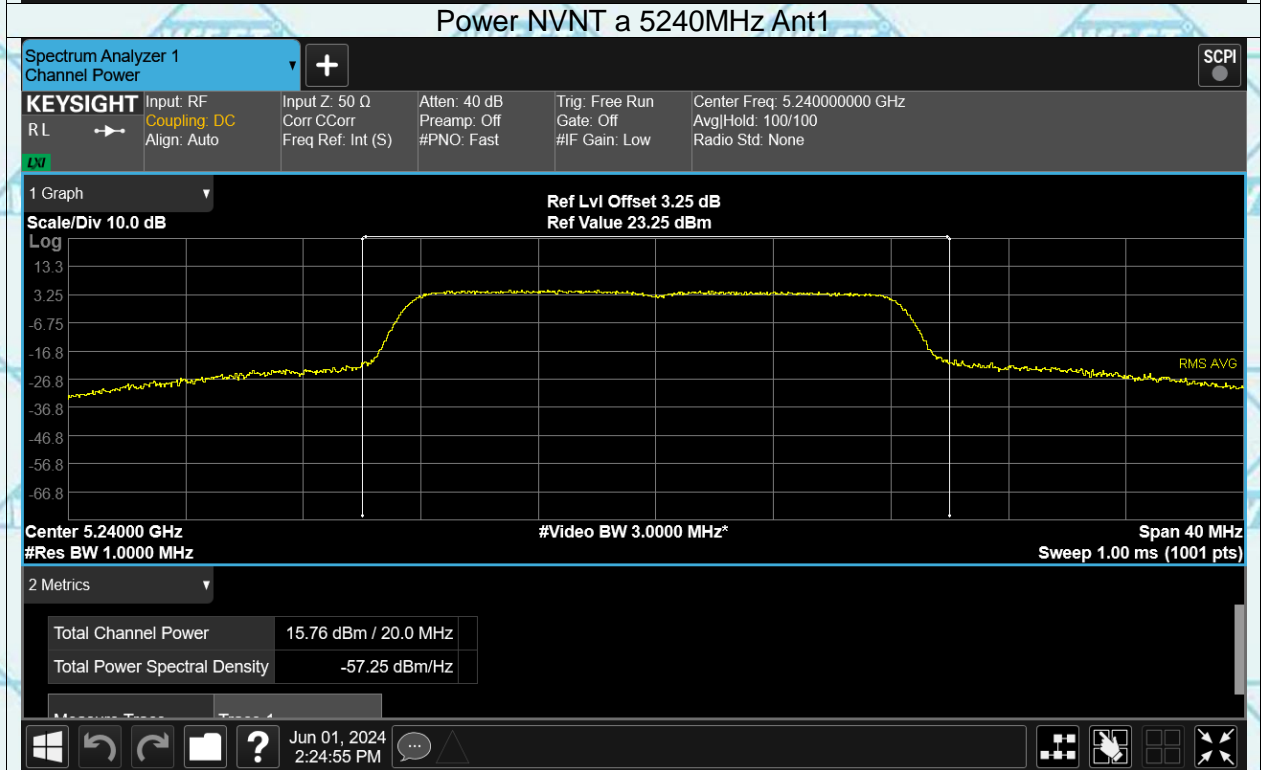 Power NVNT a 5240MHz Ant1
Spectrum Analyzer 1
Channel Power
SCPI
KEYSIGHT
RL
LXI
Input: RF
Coupling: DC
Align: Auto
Input Z: 50 Ω
Corr CCorr
Freq Ref: Int (S)
Atten: 40 dB
Preamp: Off
#PNO: Fast
Trig: Free Run
Gate: Off
#IF Gain: Low
Center Freq: 5.240000000 GHz
Avg|Hold: 100/100
Radio Std: None
1 Graph
Scale/Div 10.0 dB
Ref Lvl Offset 3.25 dB
Ref Value 23.25 dBm
Log
13.3
3.25
-6.75
-16.8
-26.8
-36.8
-46.8
-56.8
-66.8
RMS AVG
Center 5.24000 GHz
#Video BW 3.0000 MHz*
Span 40 MHz
#Res BW 1.0000 MHz
Sweep 1.00 ms (1001 pts)
2 Metrics
Total Channel Power 15.76 dBm / 20.0 MHz
Total Power Spectral Density -57.25 dBm/Hz
?
Jun 01, 2024
2:24:55 PM